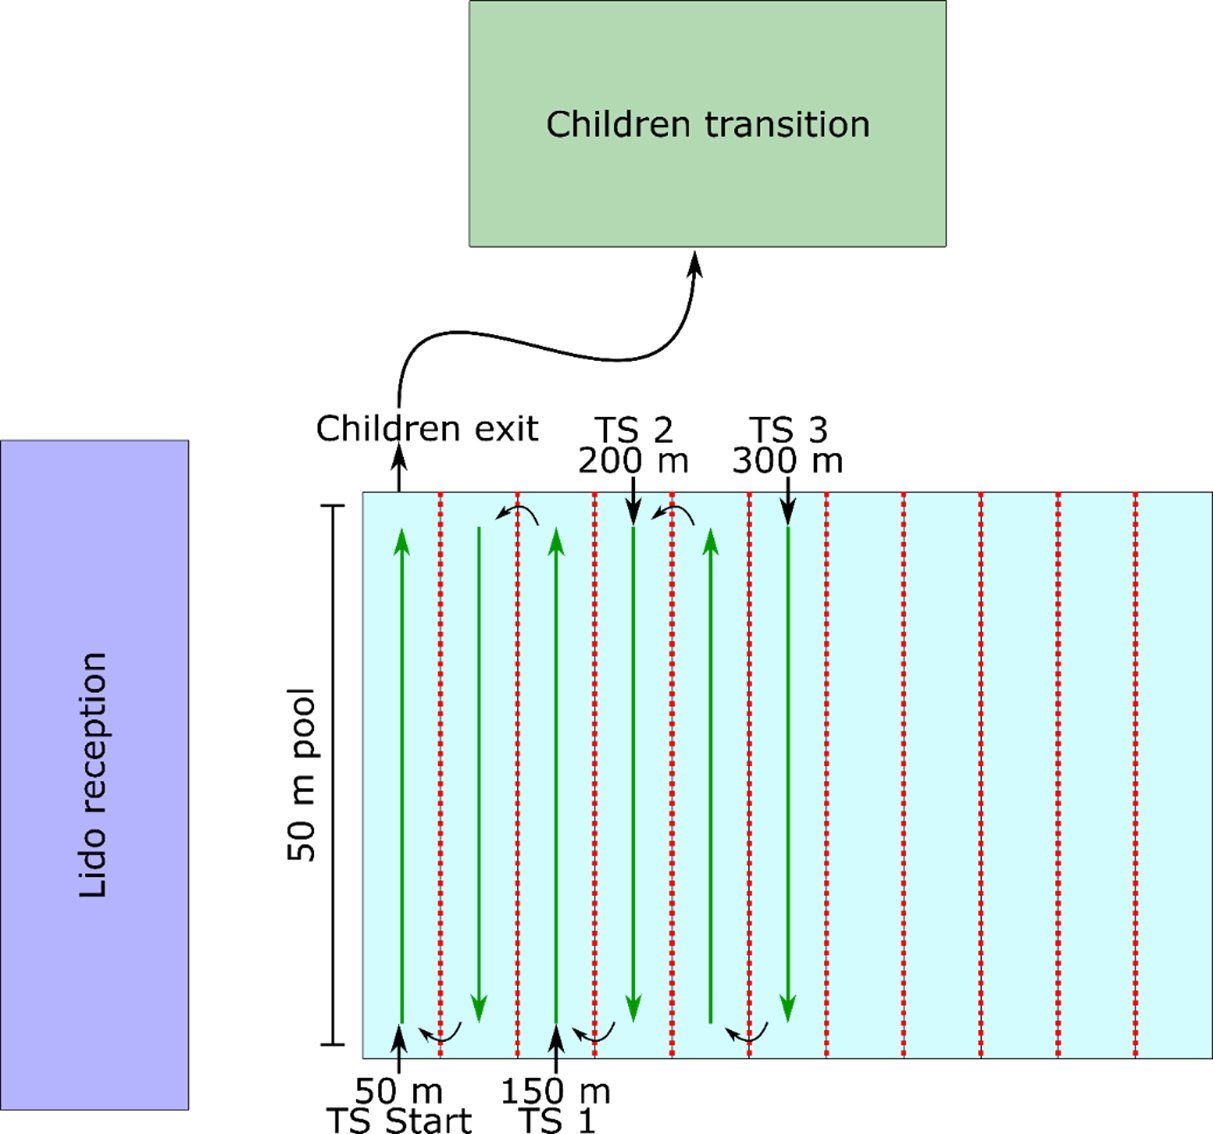 Children transition
Children exit
TS 2
200 m
TS 3
300 m
Lido reception
50 m pool
50 m
TS Start
150 m
TS 1